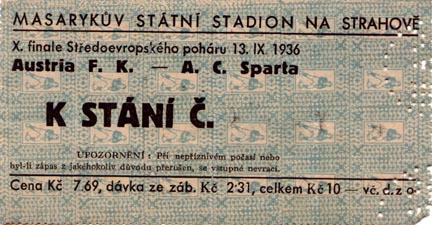 MASARYKŮV STÁTNÍ STADION NA STRAHOVĚ
X. finale Středoevropského poháru 13. IX. 1936
Austria F. K. — A. C. Sparta
K STÁNÍ Č.
UPOZORNĚNÍ: Při nepříznivém počasí nebo
byl-li zápas z jakéhokoliv důvodu přerušen, se vstupné nevrací.
Cena Kč 7.69, dávka ze záb. Kč 2·31, celkem Kč 10 — vč. d. z o